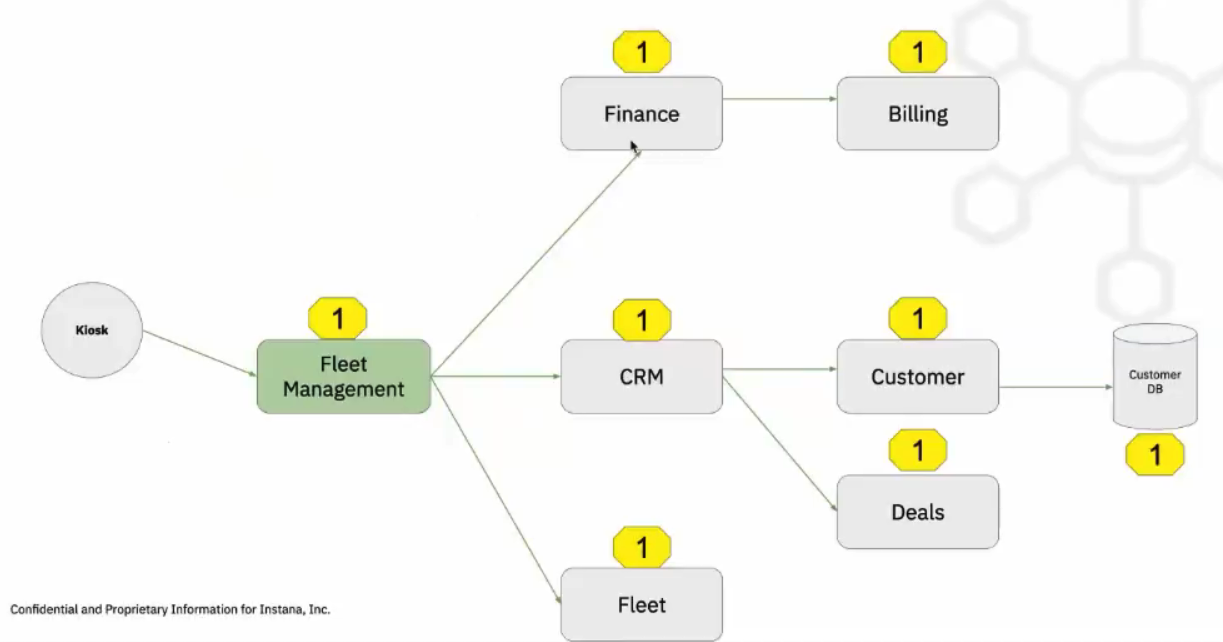 1
1
Finance
Billing
Kiosk
1
1
1
Fleet
Management
CRM
Customer
Customer
DB
1
1
Deals
1
Fleet
Confidential and Proprietary Information for Instana, Inc.